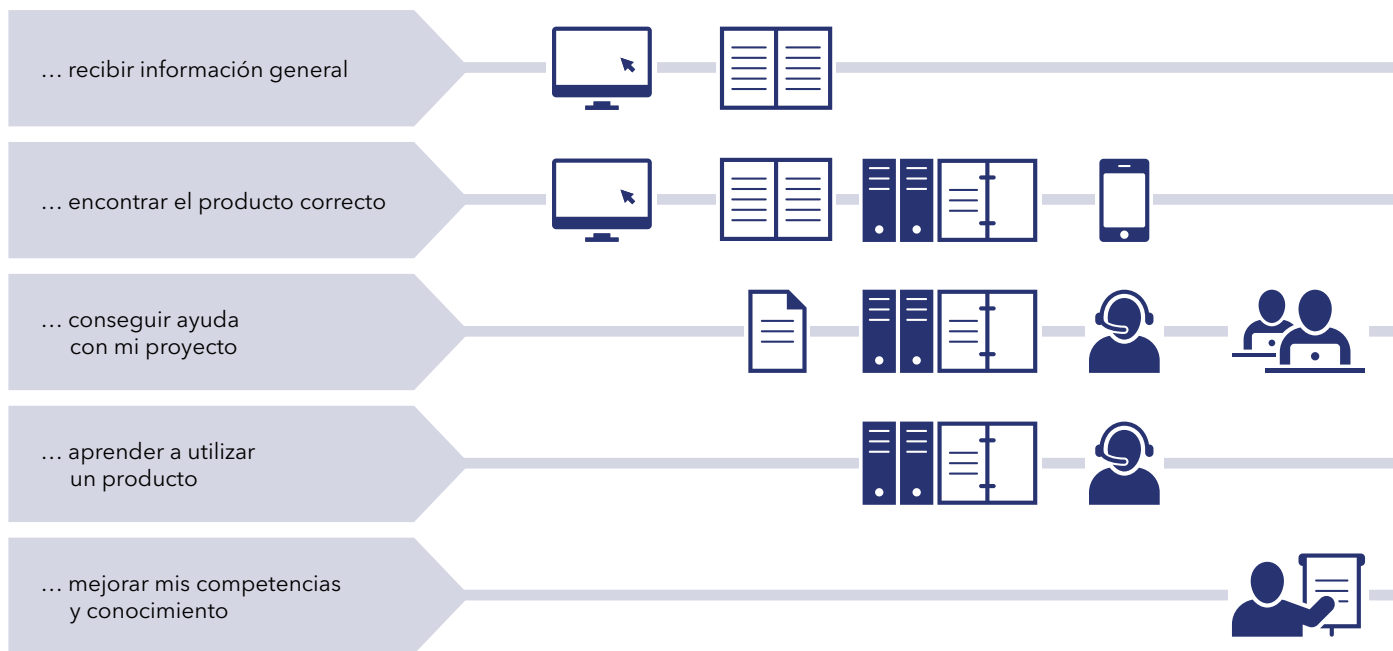 … recibir información general
… encontrar el producto correcto
… conseguir ayuda
con mi proyecto
… aprender a utilizar
un producto
… mejorar mis competencias
y conocimiento